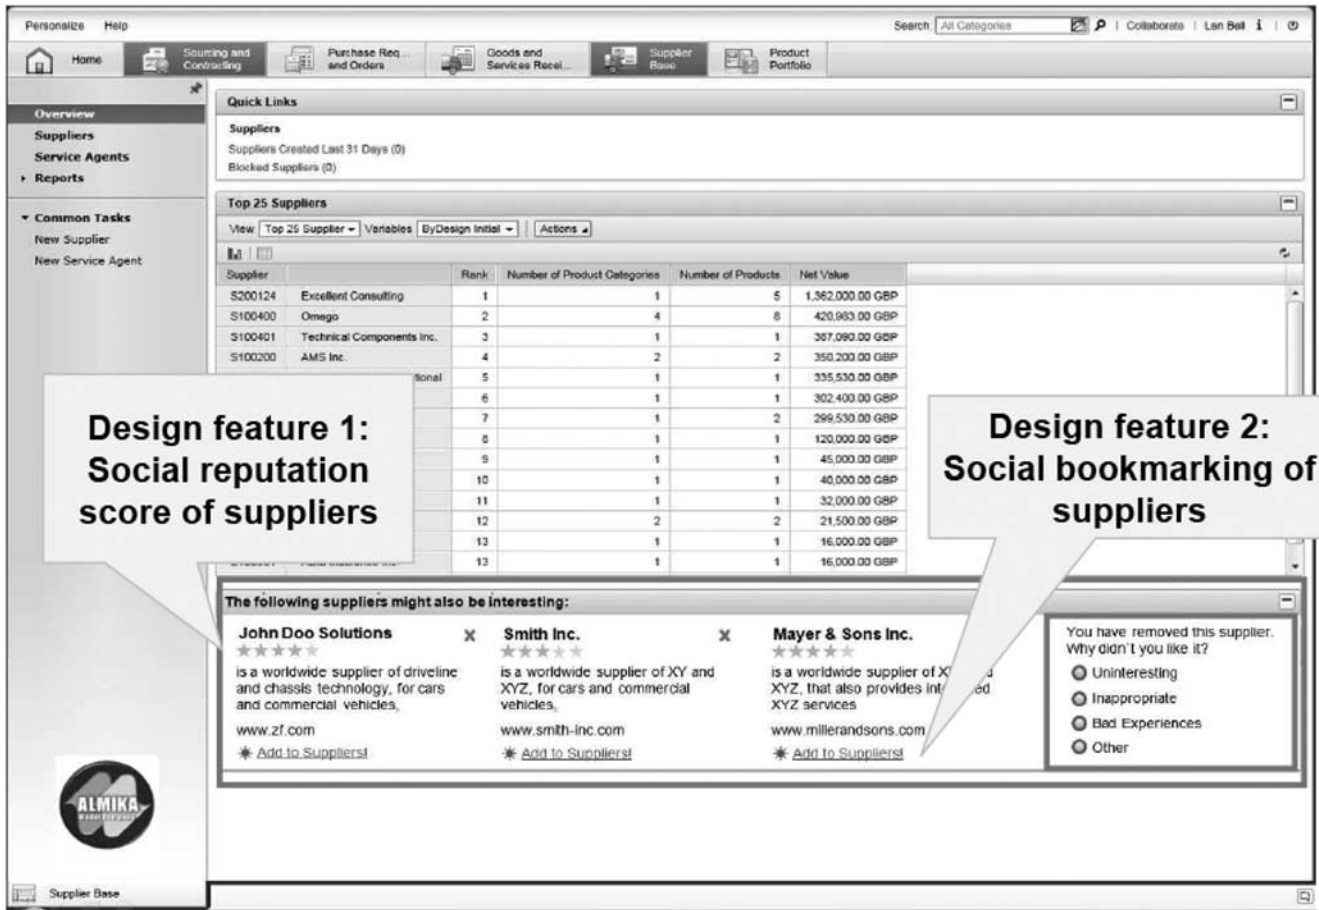 Personalize Help
Search All Categories Collaborate Len Bell i
Home
Sourcing and
Contracting
Purchase Req...
and Orders
Goods and
Services Recei...
Supplier
Base
Product
Portfolio
Overview
Suppliers
Service Agents
Reports
Common Tasks
New Supplier
New Service Agent
Quick Links
Suppliers
Suppliers Created Last 31 Days (0)
Blocked Suppliers (0)
Top 25 Suppliers
View Top 25 Supplier Variables ByDesign Initial Actions
Supplier Rank Number of Product Categories Number of Products Net Value
S200124 Excellent Consulting 1 1 5 1,362,000.00 GBP
S100400 Omego 2 4 8 420,983.00 GBP
S100401 Technical Components Inc. 3 1 1 367,090.00 GBP
S100200 AMS Inc. 4 2 2 350,200.00 GBP
tional 5 1 1 335,530.00 GBP
6 1 1 302,400.00 GBP
7 1 2 299,530.00 GBP
8 1 1 120,000.00 GBP
9 1 1 45,000.00 GBP
10 1 1 40,000.00 GBP
11 1 1 32,000.00 GBP
12 2 2 21,500.00 GBP
13 1 1 16,000.00 GBP
13 1 1 16,000.00 GBP
Design feature 1:
Social reputation
score of suppliers
Design feature 2:
Social bookmarking of
suppliers
The following suppliers might also be interesting:
John Doo Solutions
is a worldwide supplier of driveline
and chassis technology, for cars
and commercial vehicles,
www.zf.com
Add to Suppliers!
Smith Inc.
is a worldwide supplier of XY and
XYZ, for cars and commercial
vehicles,
www.smith-inc.com
Add to Suppliers!
Mayer & Sons Inc.
is a worldwide supplier of
XYZ, that also provides
XYZ services
www.millerandsons.com
Add to Suppliers!
You have removed this supplier.
Why didn't you like it?
Uninteresting
Inappropriate
Bad Experiences
Other
ALMIKA
Supplier Base